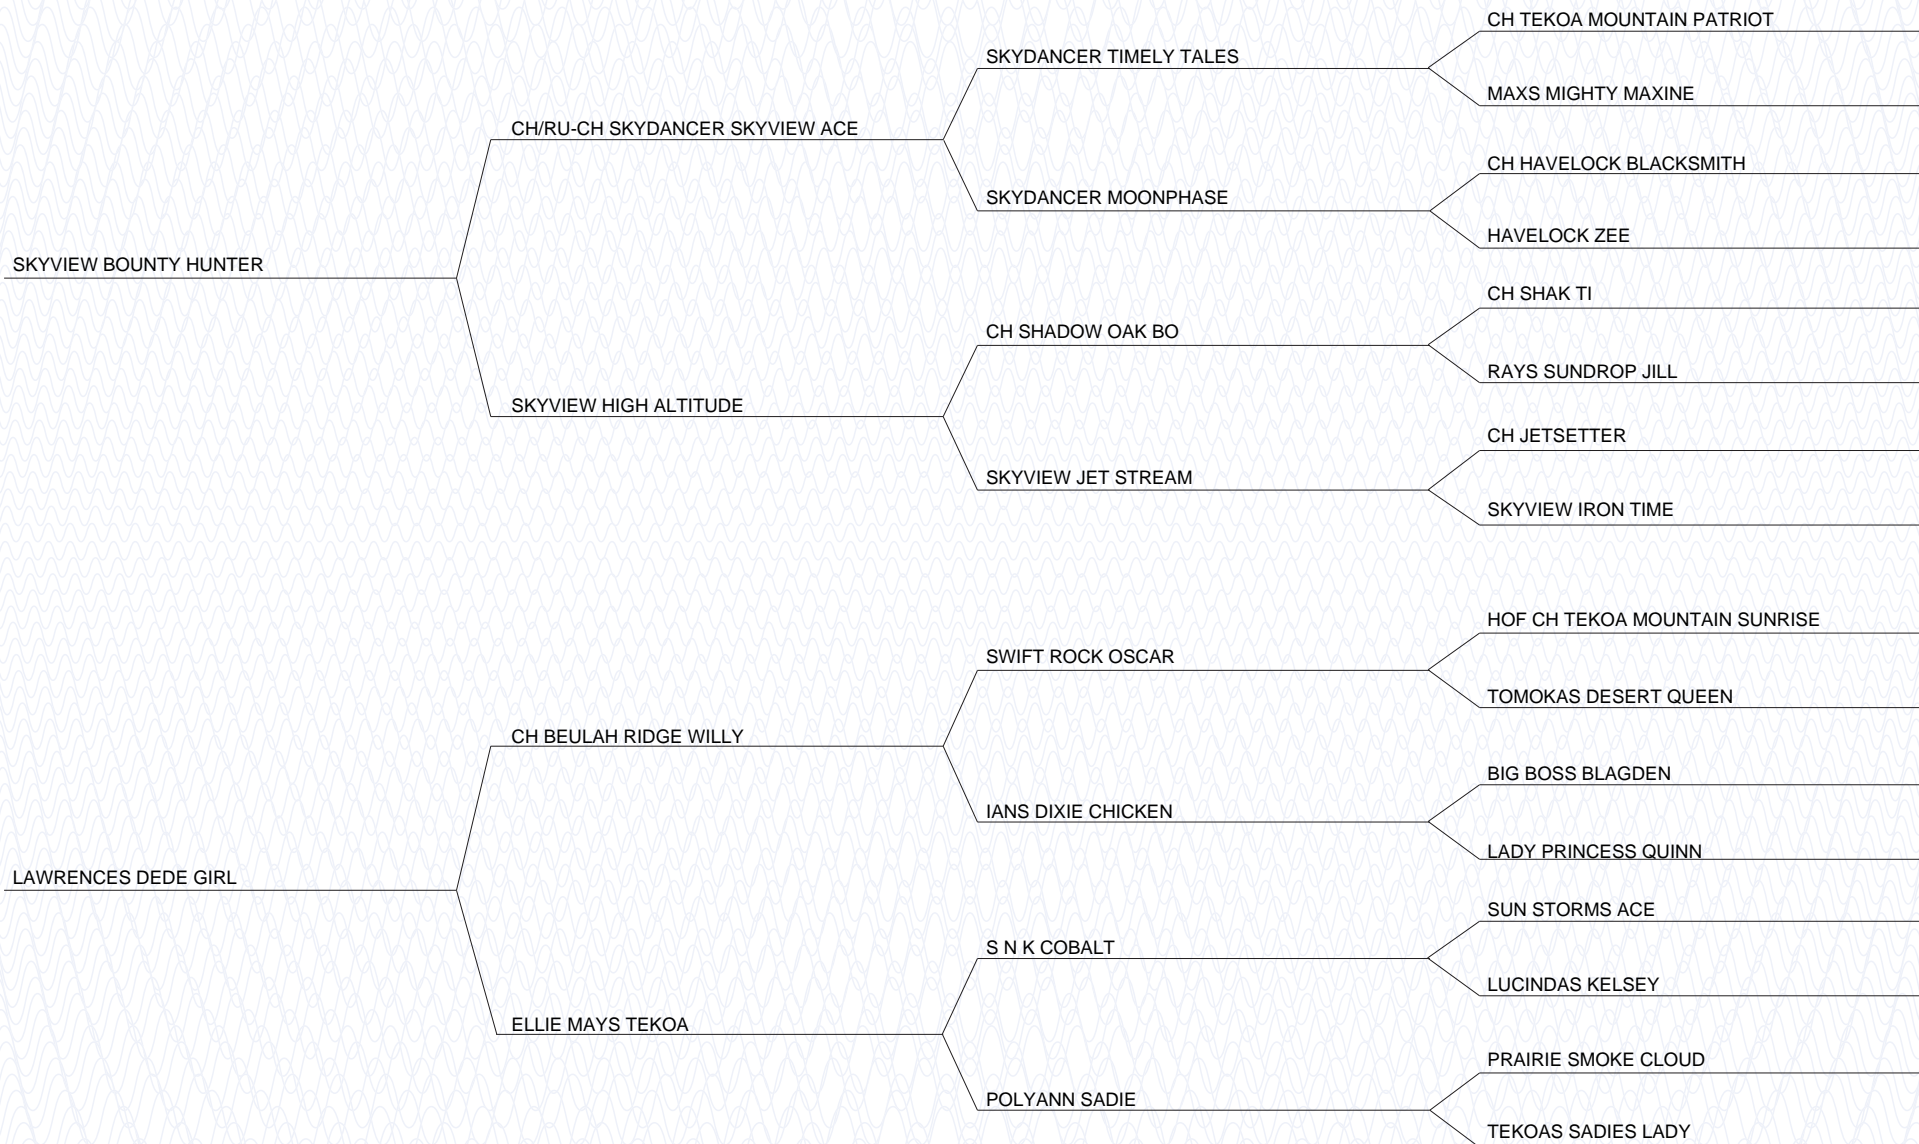 CH TEKOA MOUNTAIN PATRIOT
SKYDANCER TIMELY TALES
MAXS MIGHTY MAXINE
CH/RU-CH SKYDANCER SKYVIEW ACE
CH HAVELOCK BLACKSMITH
SKYDANCER MOONPHASE
HAVELOCK ZEE
SKYVIEW BOUNTY HUNTER
CH SHAK TI
CH SHADOW OAK BO
RAYS SUNDROP JILL
SKYVIEW HIGH ALTITUDE
CH JETSETTER
SKYVIEW JET STREAM
SKYVIEW IRON TIME
HOF CH TEKOA MOUNTAIN SUNRISE
SWIFT ROCK OSCAR
TOMOKAS DESERT QUEEN
CH BEULAH RIDGE WILLY
BIG BOSS BLAGDEN
IANS DIXIE CHICKEN
LADY PRINCESS QUINN
LAWRENCES DEDE GIRL
SUN STORMS ACE
S N K COBALT
LUCINDAS KELSEY
ELLIE MAYS TEKOA
PRAIRIE SMOKE CLOUD
POLYANN SADIE
TEKOAS SADIES LADY